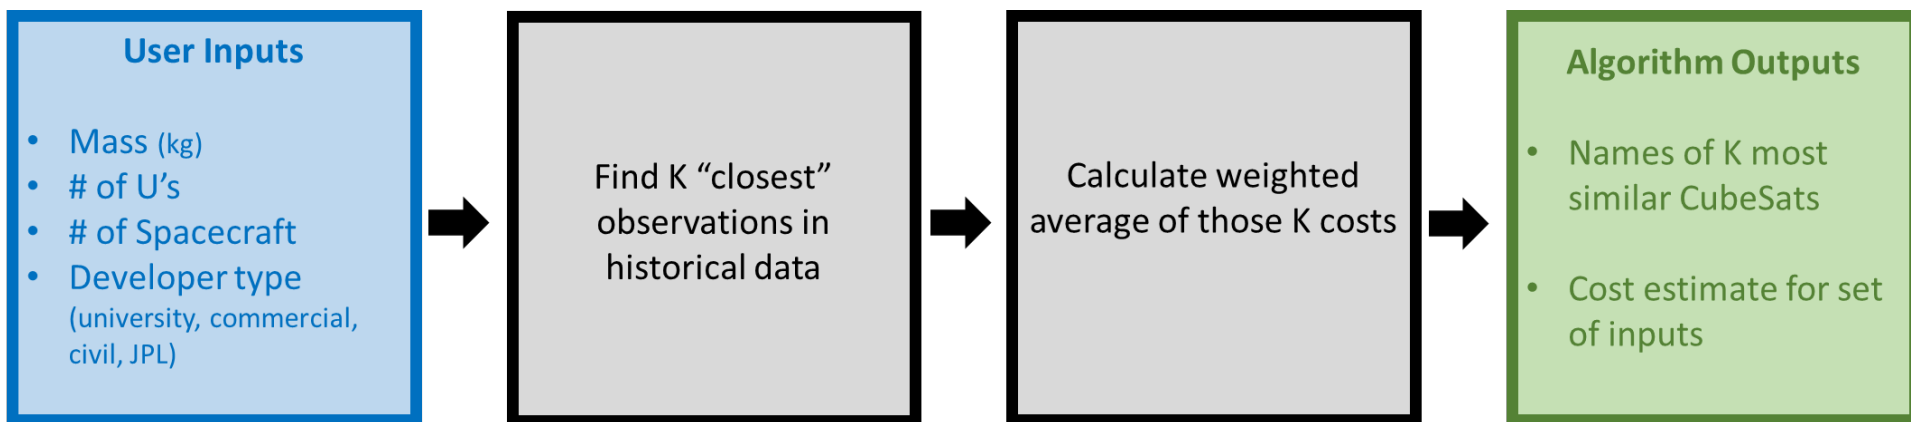 User Inputs
• Mass (kg)
• # of U's
• # of Spacecraft
• Developer type
(university, commercial,
civil, JPL)
Find K “closest”
observations in
historical data
Calculate weighted
average of those K costs
Algorithm Outputs
• Names of K most
similar CubeSats
• Cost estimate for set
of inputs